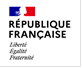 RÉPUBLIQUE
FRANÇAISE
Liberté
Égalité
Fraternité